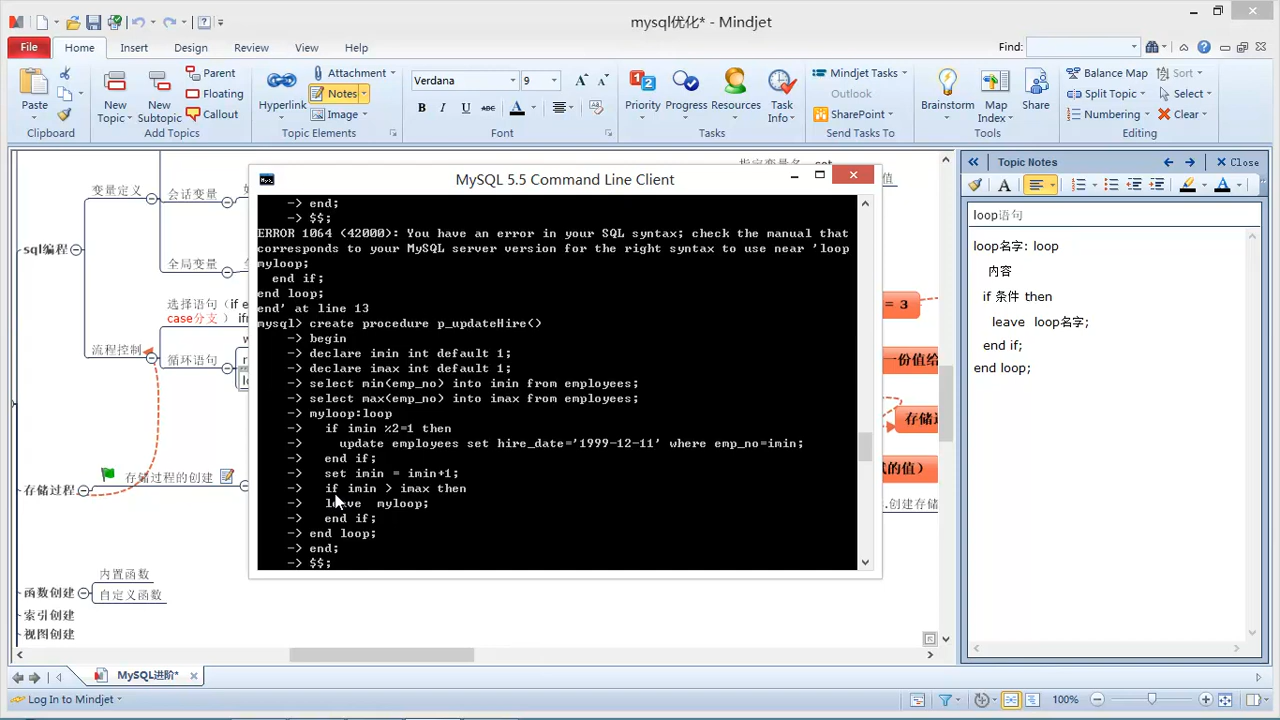 mysql优化* - Mindjet
File
Home
Insert
Design
Review
View
Help
Find:
Paste
Clipboard
New Topic
New Subtopic
Parent
Floating
Callout
Add Topics
Hyperlink
Attachment
Notes
Image
Topic Elements
Verdana
9
B I U abc A
Font
Priority
Progress
Resources
Task Info
Tasks
Mindjet Tasks
Outlook
SharePoint
Send Tasks To
Brainstorm
Map Index
Share
Tools
Balance Map
Split Topic
Numbering
Sort
Select
Clear
Editing
sql编程
变量定义
会话变量
全局变量
选择语句（if e
case分支 ）if
流程控制
循环语句
存储过程的创建
存储过程
内置函数
函数创建
自定义函数
索引创建
视图创建
指定变量名 set
值
= 3
一份值给
存储过
式的值）
.创建存储
MySQL 5.5 Command Line Client
-> end;
-> $$;
ERROR 1064 (42000): You have an error in your SQL syntax; check the manual that
corresponds to your MySQL server version for the right syntax to use near 'loop
myloop;
end if;
end loop;
end' at line 13
mysql> create procedure p_updateHire()
-> begin
-> declare imin int default 1;
-> declare imax int default 1;
-> select min(emp_no) into imin from employees;
-> select max(emp_no) into imax from employees;
-> myloop:loop
-> if imin %2=1 then
-> update employees set hire_date='1999-12-11' where emp_no=imin;
-> end if;
-> set imin = imin+1;
-> if imin > imax then
-> leave myloop;
-> end if;
-> end loop;
-> end;
-> $$;
Topic Notes
Close
loop语句
loop名字: loop
内容
if 条件 then
leave loop名字;
end if;
end loop;
MySQL进阶*
Log In to Mindjet
100%